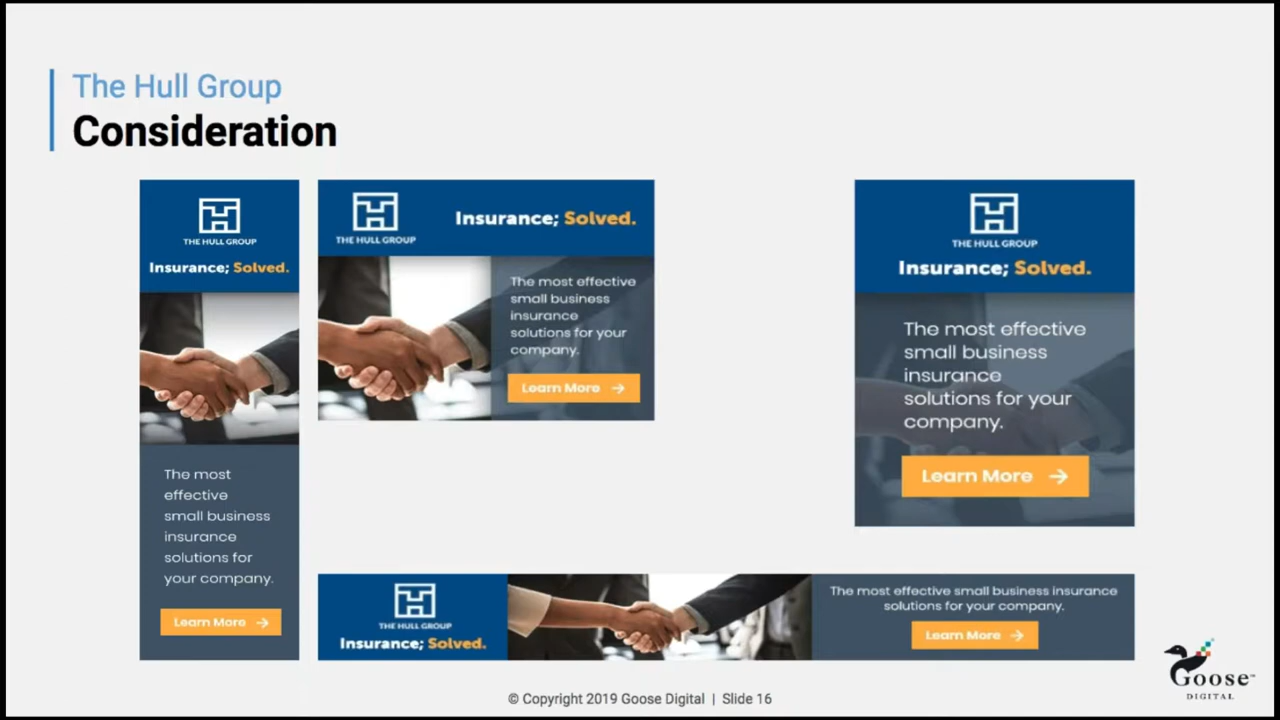 The Hull Group
Consideration
THE HULL GROUP
Insurance; Solved.
The most
effective
small business
insurance
solutions for
your company.
Learn More →
THE HULL GROUP
Insurance; Solved.
The most effective
small business
insurance
solutions for your
company.
Learn More →
THE HULL GROUP
Insurance; Solved.
The most effective
small business
insurance
solutions for your
company.
Learn More →
THE HULL GROUP
Insurance; Solved.
The most effective small business insurance
solutions for your company.
Learn More →
Goose™
DIGITAL
© Copyright 2019 Goose Digital | Slide 16